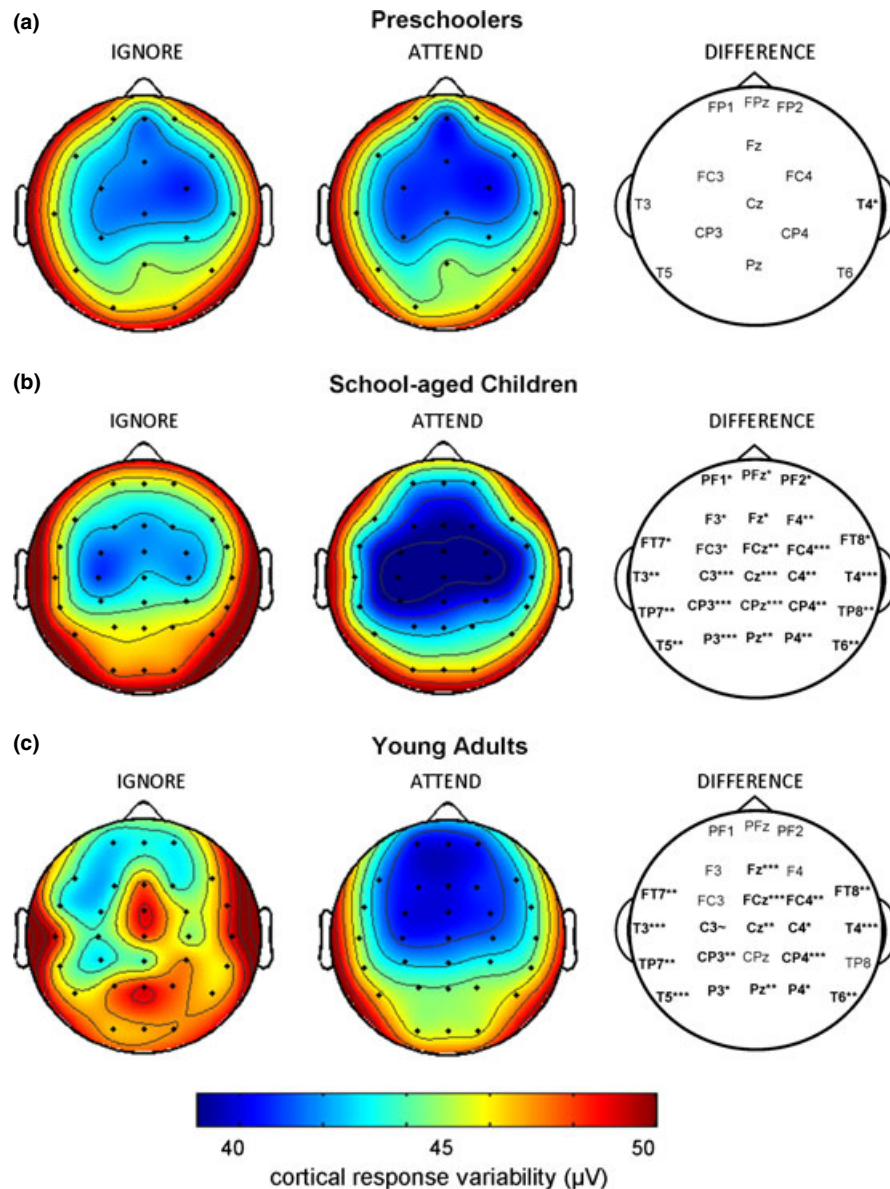 (a)
Preschoolers
IGNORE ATTEND DIFFERENCE
FP1 FPz FP2
Fz
FC3 FC4
T3 Cz T4*
CP3 CP4
T5 Pz T6
(b)
School-aged Children
IGNORE ATTEND DIFFERENCE
PF1* PFz* PF2*
F3* Fz* F4**
FT7* FC3* FCz** FC4*** FT8*
T3** C3*** Cz*** C4** T4***
TP7** CP3*** CPz*** CP4** TP8**
T5** P3*** Pz** P4** T6**
(c)
Young Adults
IGNORE ATTEND DIFFERENCE
PF1 PFz PF2
F3 Fz*** F4
FT7** FC3 FCz*** FC4** FT8**
T3*** C3~ Cz** C4* T4***
TP7** CP3** CPz CP4*** TP8
T5*** P3* Pz** P4* T6**
40 45 50
cortical response variability (μV)